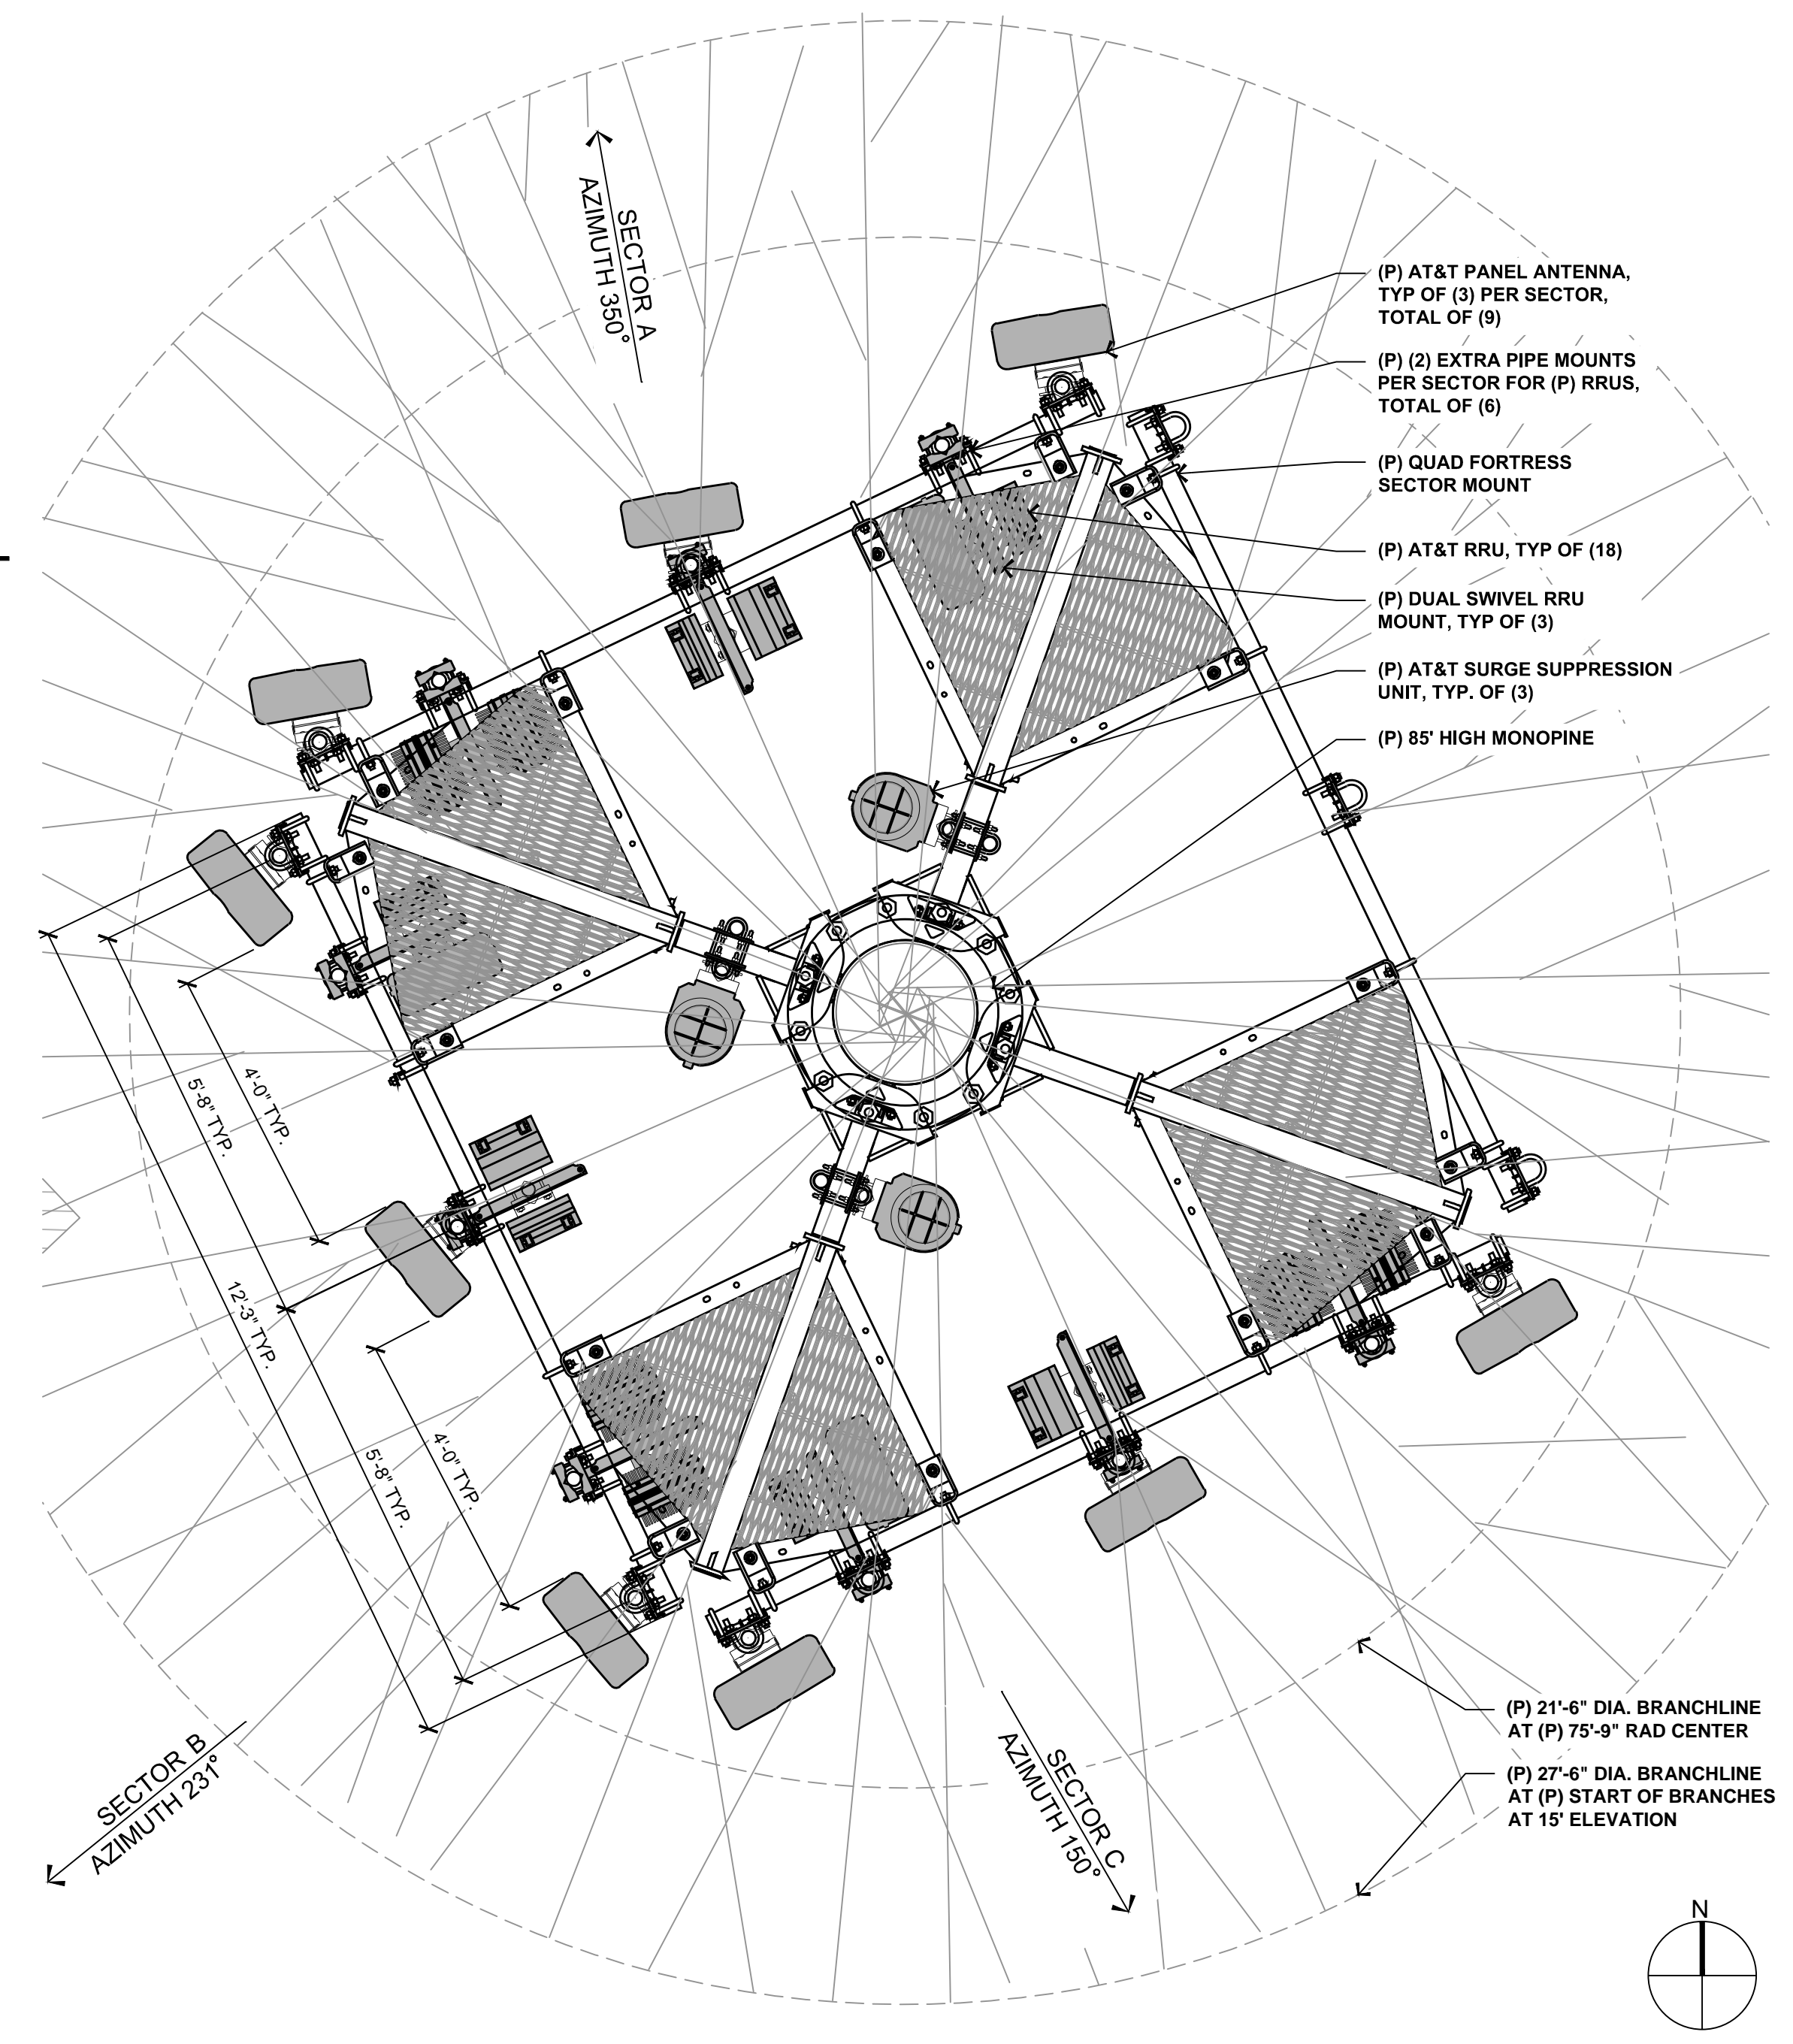 SECTOR A
AZIMUTH 350°
(P) AT&T PANEL ANTENNA,
TYP OF (3) PER SECTOR,
TOTAL OF (9)
(P) (2) EXTRA PIPE MOUNTS
PER SECTOR FOR (P) RRUS,
TOTAL OF (6)
(P) QUAD FORTRESS
SECTOR MOUNT
(P) AT&T RRU, TYP OF (18)
(P) DUAL SWIVEL RRU
MOUNT, TYP OF (3)
(P) AT&T SURGE SUPPRESSION
UNIT, TYP. OF (3)
(P) 85' HIGH MONOPINE
4'-0" TYP.
5'-8" TYP.
12'-3" TYP.
4'-0" TYP.
5'-8" TYP.
SECTOR B
AZIMUTH 231°
SECTOR C
AZIMUTH 150°
(P) 21'-6" DIA. BRANCHLINE
AT (P) 75'-9" RAD CENTER
(P) 27'-6" DIA. BRANCHLINE
AT (P) START OF BRANCHES
AT 15' ELEVATION
N